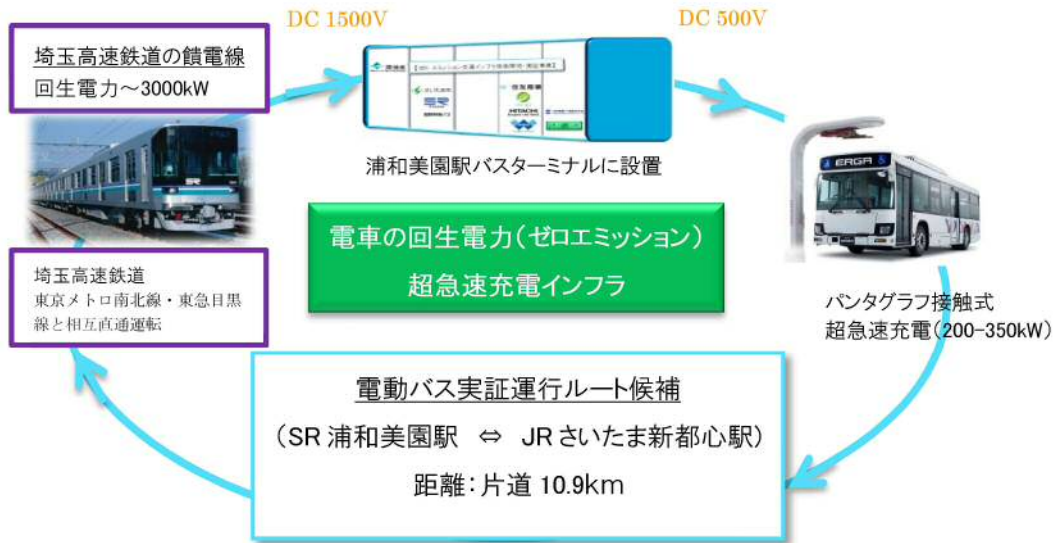 DC 1500V
DC 500V
埼玉高速鉄道の饋電線
回生電力～3000kW
浦和美園駅バスターミナルに設置
ERGA
電車の回生電力(ゼロエミッション)
超急速充電インフラ
埼玉高速鉄道
東京メトロ南北線・東急目黒
線と相互直通運転
パンタグラフ接触式
超急速充電(200-350kW)
電動バス実証運行ルート候補
(SR 浦和美園駅 ⇔ JR さいたま新都心駅)
距離：片道 10.9km
HITACHI
SR